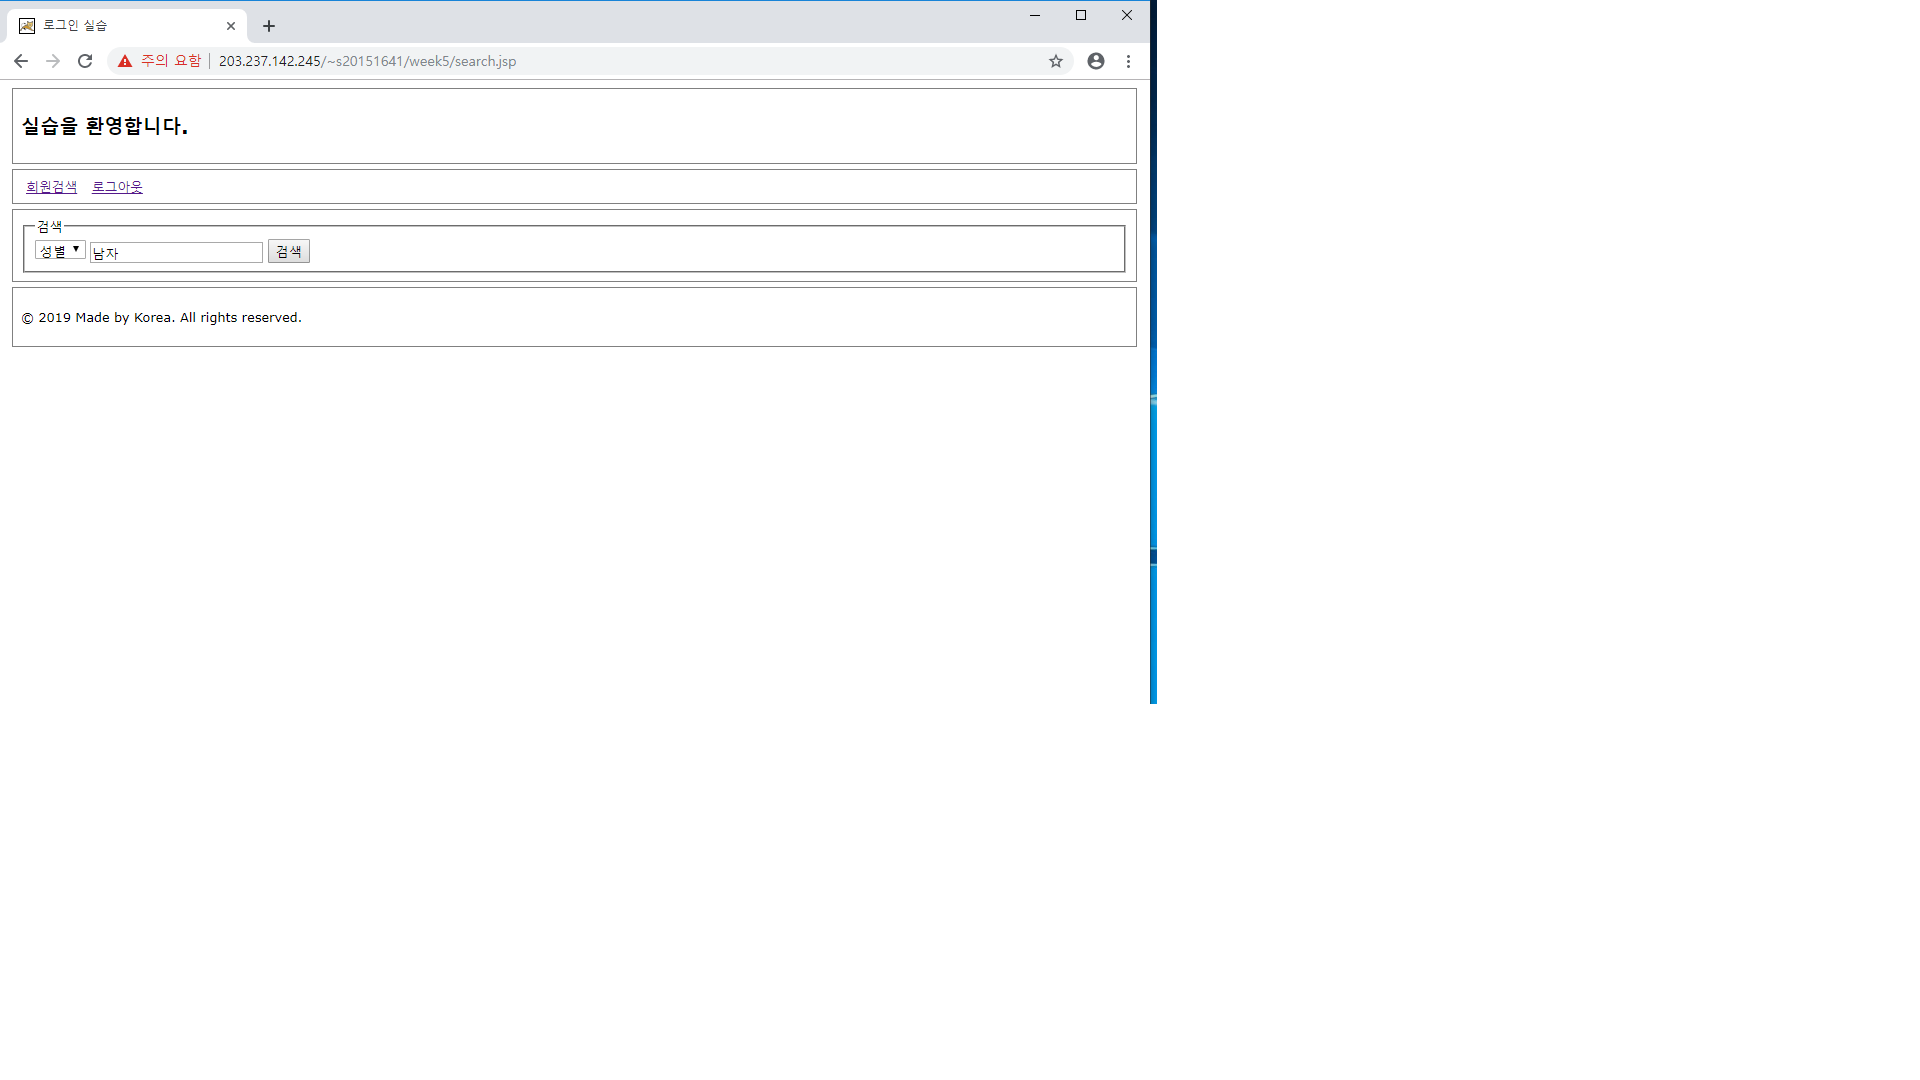 로그인 실습
주의 요함 203.237.142.245/~s20151641/week5/search.jsp
실습을 환영합니다.
회원검색 로그아웃
검색
성별 남자 검색
© 2019 Made by Korea. All rights reserved.